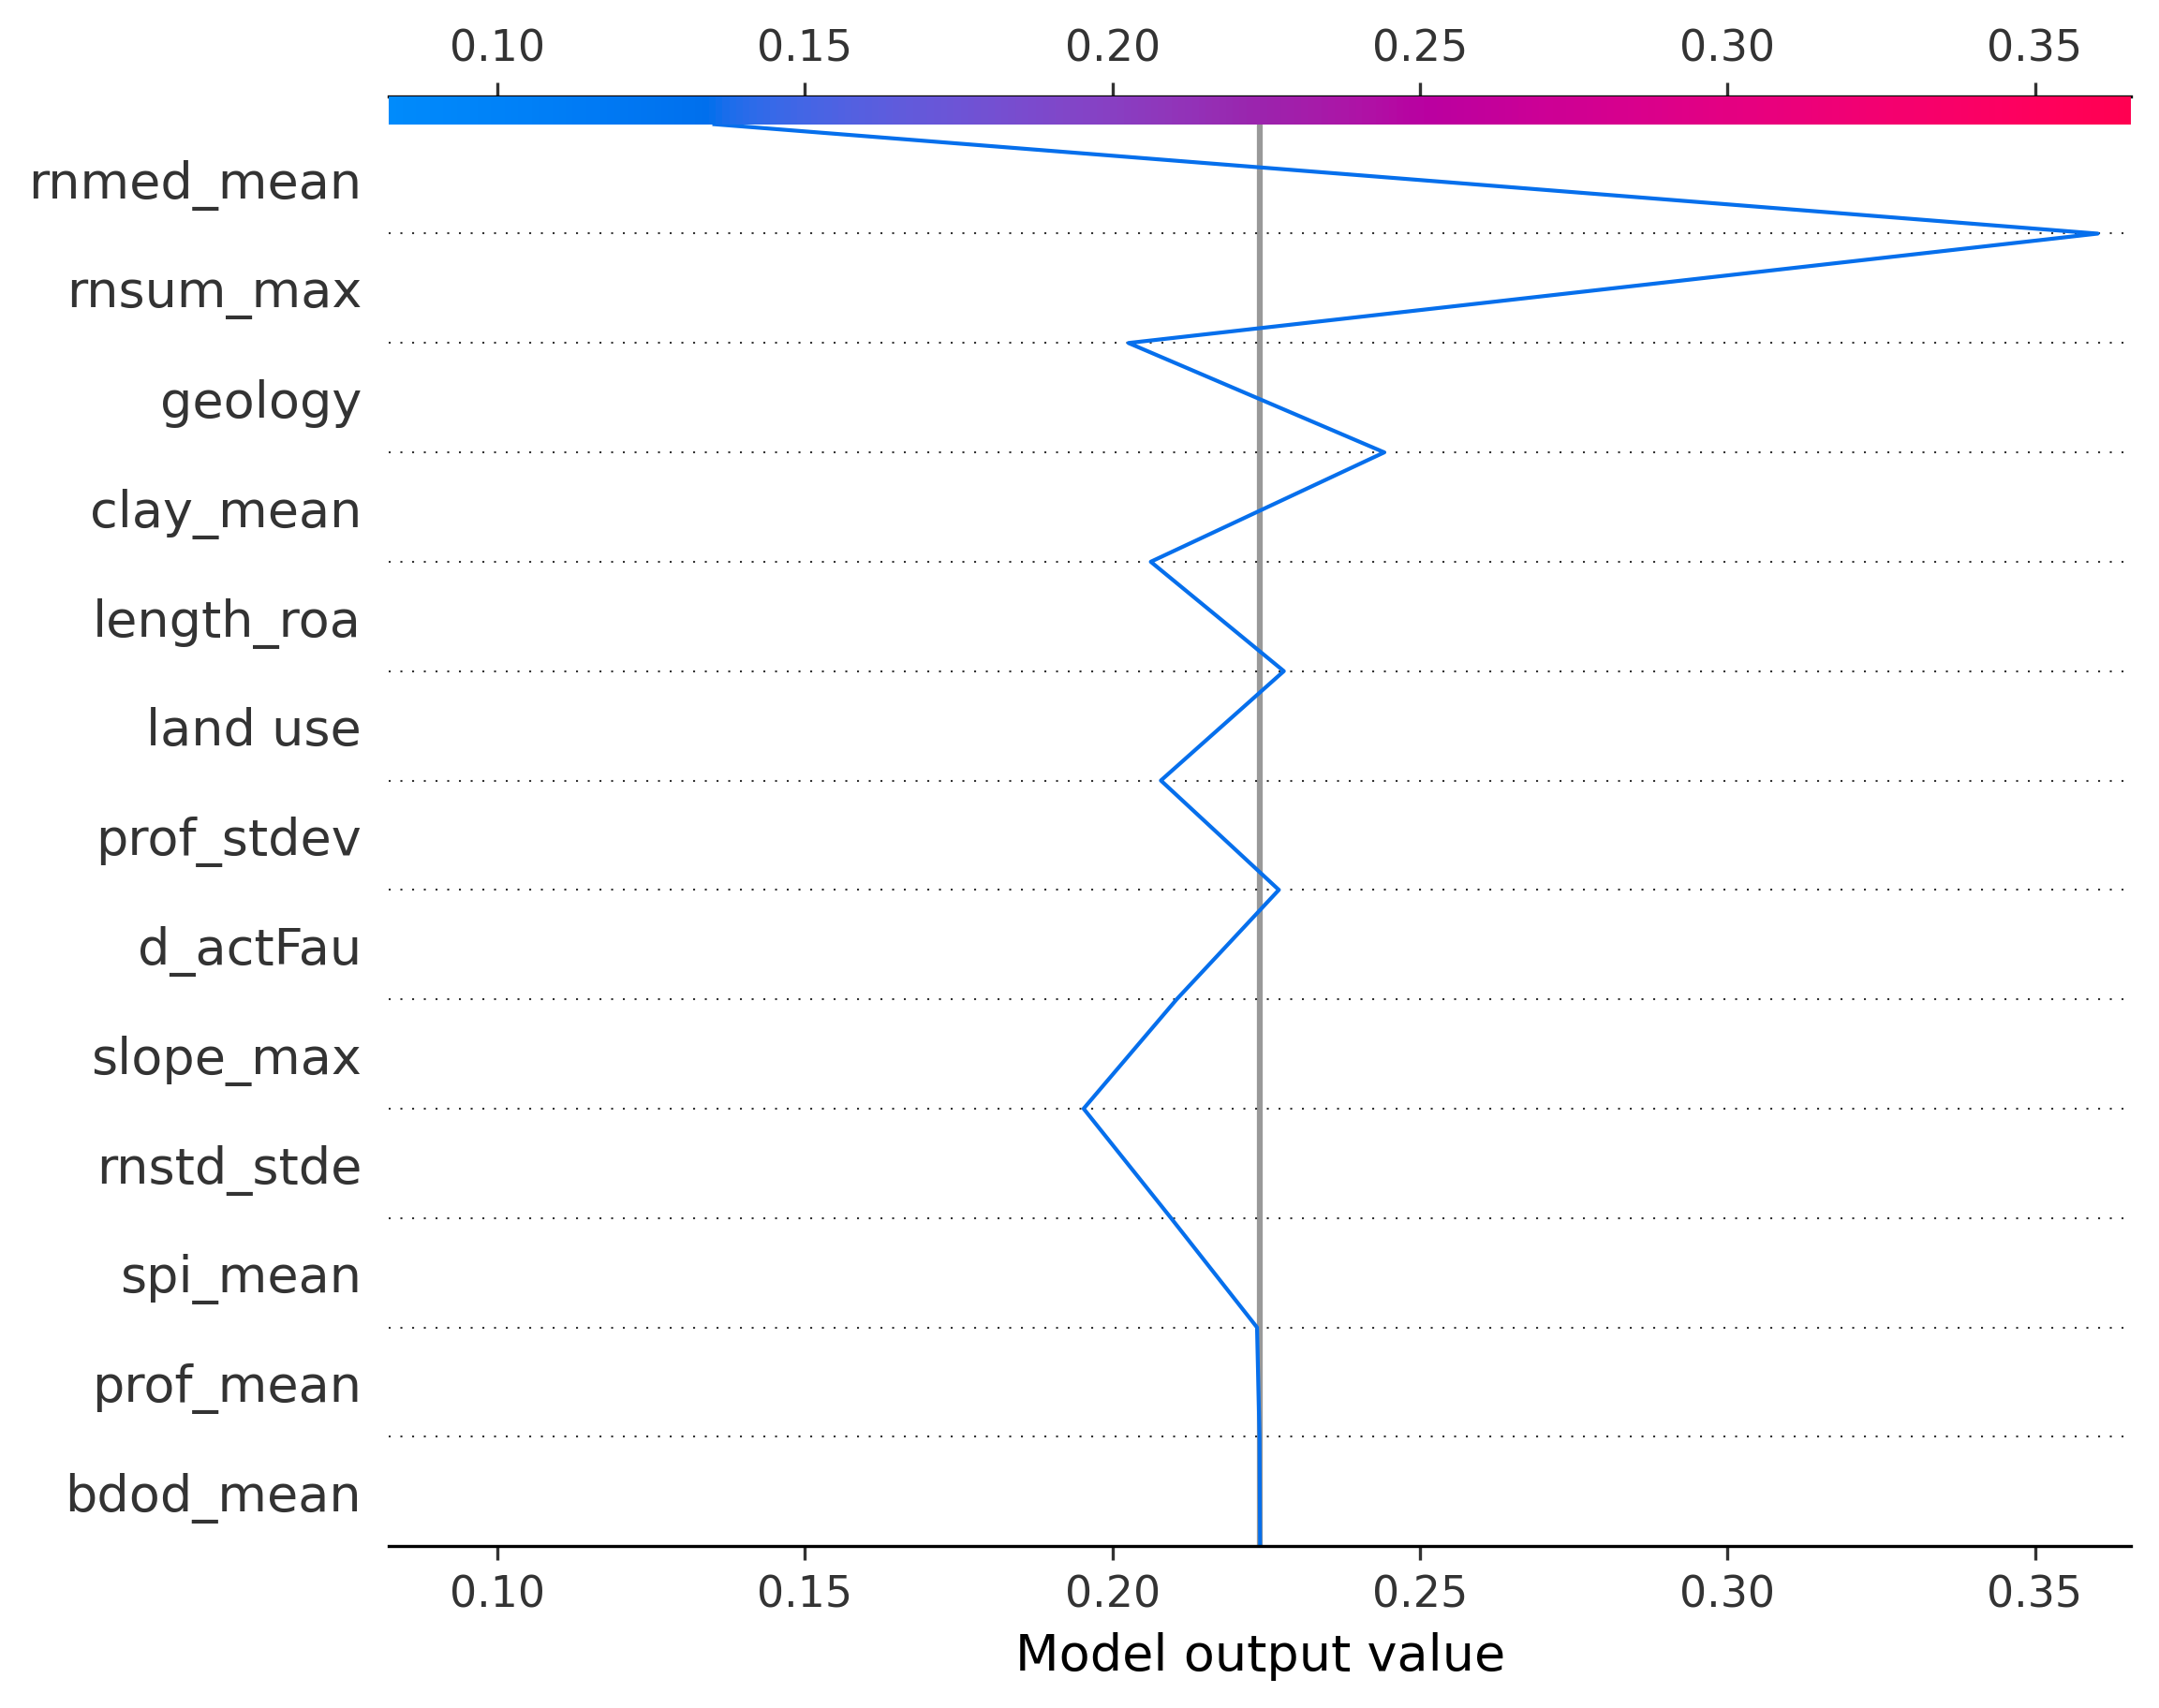 0.10 0.15 0.20 0.25 0.30 0.35
rnmed_mean
rnsum_max
geology
clay_mean
length_roa
land use
prof_stdev
d_actFau
slope_max
rnstd_stde
spi_mean
prof_mean
bdod_mean
0.10 0.15 0.20 0.25 0.30 0.35
Model output value